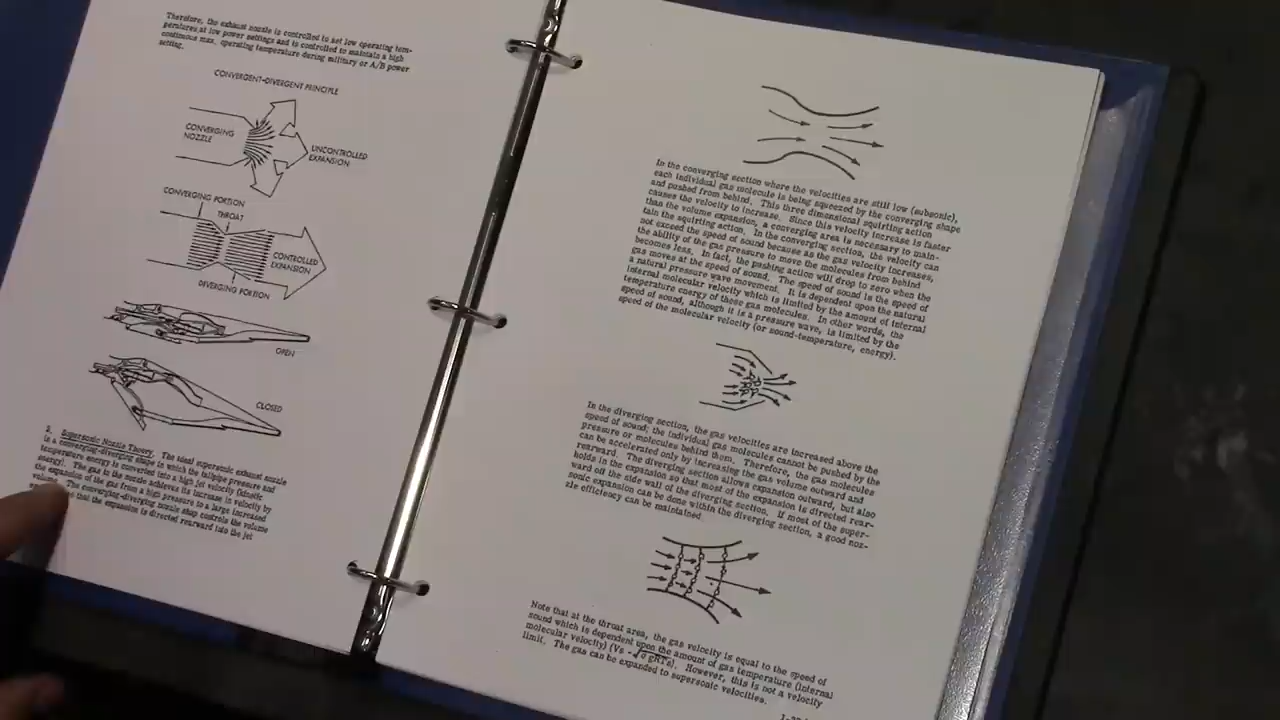 Therefore, the exhaust nozzle is controlled to set low operating tem-
peratures at low power settings and to controlled to maintain a high
continuous max. operating temperature during military or A/B power
setting.
CONVERGENT-DIVERGENT PRINCIPLE
CONVERGING
NOZZLE
UNCONTROLLED
EXPANSION
CONVERGING PORTION
THROAT
CONTROLLED
EXPANSION
DIVERGING PORTION
OPEN
CLOSED
2. Supersonic Nozzle Theory. The ideal supersonic exhaust nozzle
is a converging-diverging shape in which the tailpipe pressure and
temperature energy is converted into a high jet velocity (kinetic
energy). The gas in the nozzle achieves its increase in velocity by
the expansion of the gas from a high pressure to a large increased
volume. The converging-diverging nozzle shop controls the volume
so that the expansion is directed rearward into the jet
In the converging section where the velocities are still low (subsonic),
each individual gas molecule is being squeezed by the converging shape
and pushed from behind. This three dimensional squirting action
causes the velocity to increase. Since this velocity increase is faster
than the volume expansion, a converging area is necessary to main-
tain the squirting action. In the converging section, the velocity can
not exceed the speed of sound because as the gas velocity increases,
the ability of the gas pressure to move the molecules from behind
becomes less. In fact, the pushing action will drop to zero when the
gas moves at the speed of sound. The speed of sound is the speed of
a natural pressure wave movement. It is dependent upon the natural
internal molecular velocity which is limited by the amount of internal
temperature energy of these gas molecules. In other words, the
speed of sound, although it is a pressure wave, is limited by the
speed of the molecular velocity (or sound-temperature, energy).
In the diverging section, the gas velocities are increased above the
speed of sound; the individual gas molecules cannot be pushed by the
pressure or molecules behind them. Therefore, the gas molecules
can be accelerated only by increasing the gas volume outward and
rearward. The diverging section allows expansion outward, but also
holds in the expansion so that most of the expansion is directed rear-
ward off the side wall of the diverging section. If most of the super-
sonic expansion can be done within the diverging section, a good noz-
zle efficiency can be maintained.
Note that at the throat area, the gas velocity is equal to the speed of
sound which is dependent upon the amount of gas temperature (internal
molecular velocity) However, this is not a velocity
limit. The gas can be expanded to supersonic velocities.